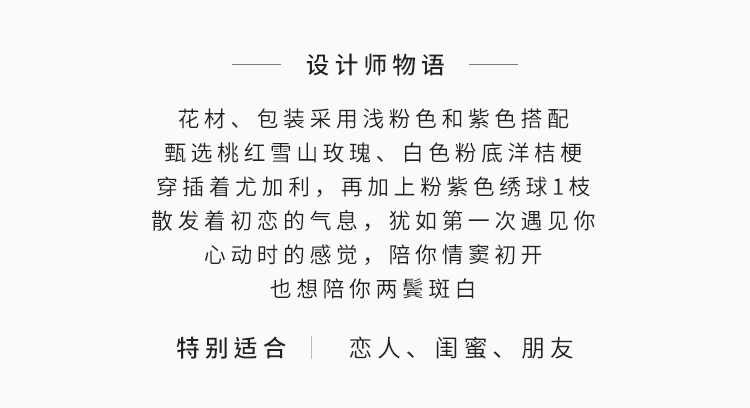 设计师物语
花材、包装采用浅粉色和紫色搭配
甄选桃红雪山玫瑰、白色粉底洋桔梗
穿插着尤加利，再加上粉紫色绣球1枝
散发着初恋的气息，犹如第一次遇见你
心动时的感觉，陪你情窦初开
也想陪你两鬓斑白
特别适合 | 恋人、闺蜜、朋友